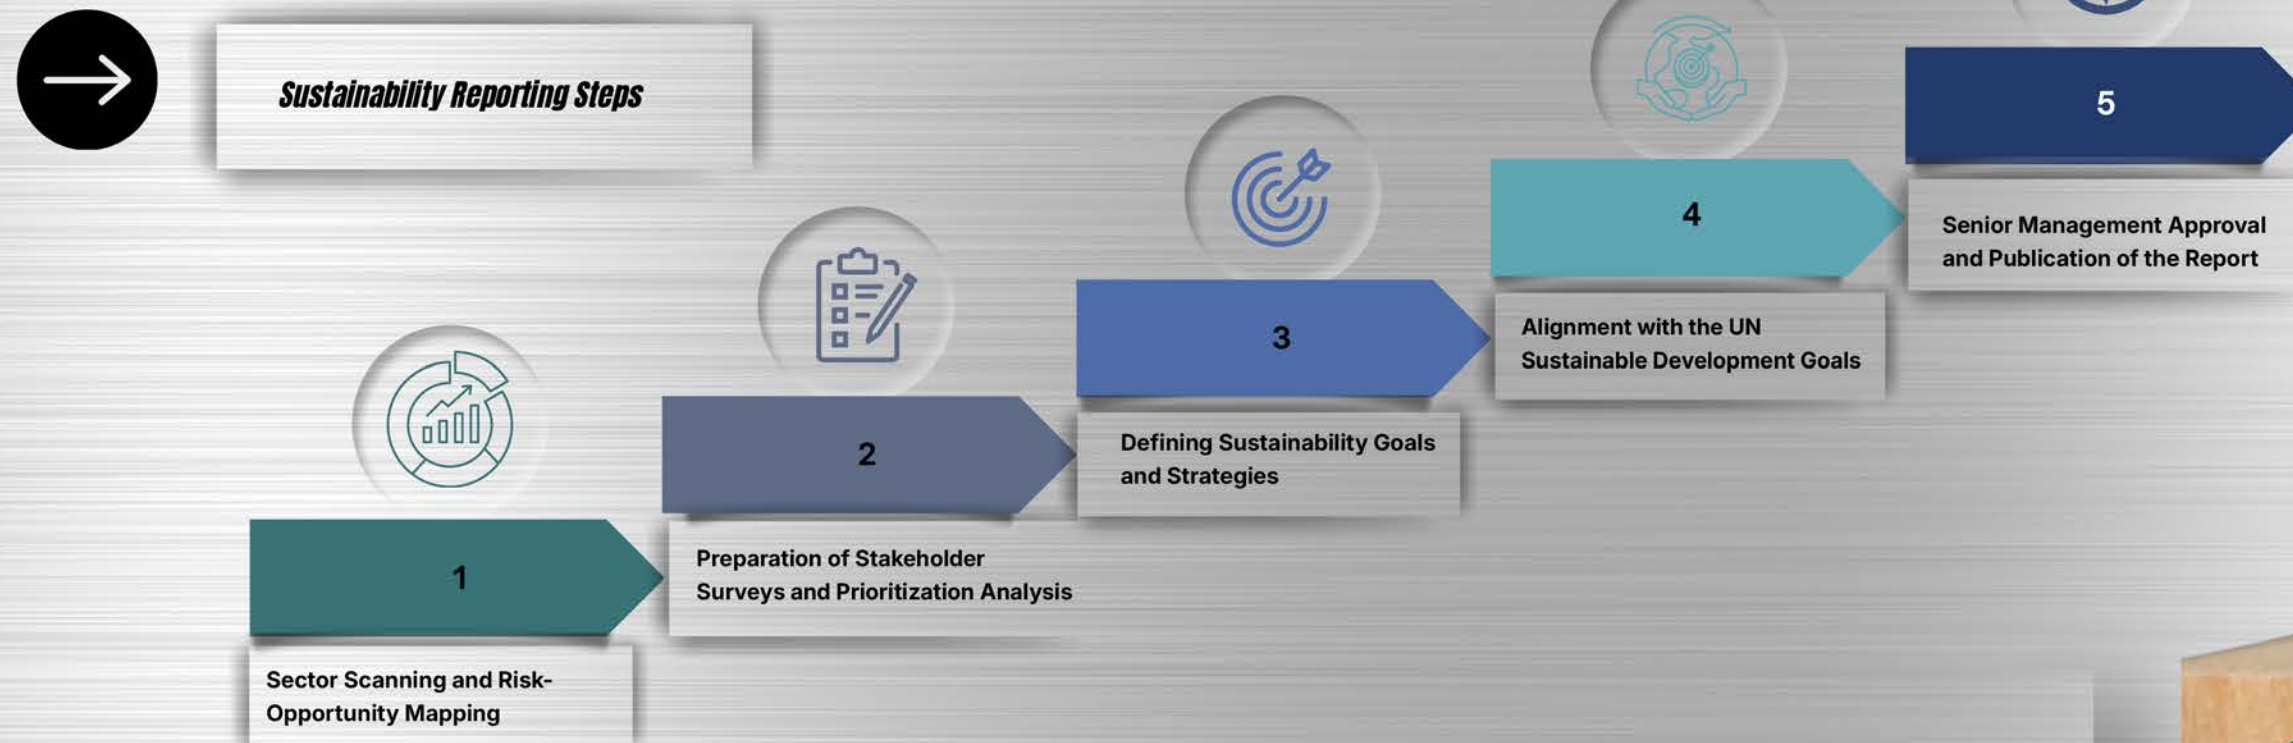 Sustainability Reporting Steps
1
Sector Scanning and Risk-
Opportunity Mapping
2
Preparation of Stakeholder
Surveys and Prioritization Analysis
3
Defining Sustainability Goals
and Strategies
4
Alignment with the UN
Sustainable Development Goals
5
Senior Management Approval
and Publication of the Report